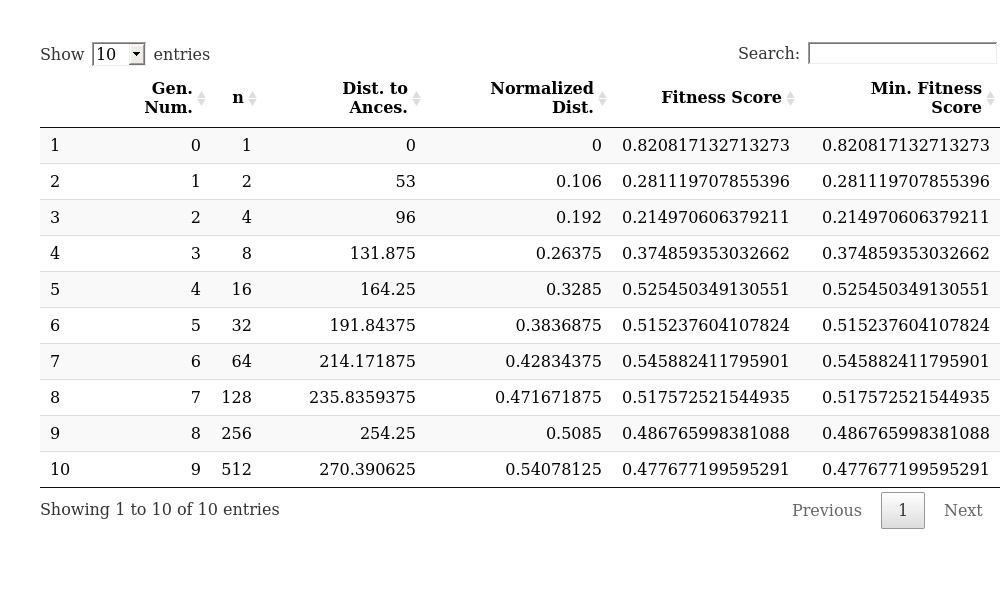 Show 10 entries Search:
Gen. Num. n Dist. to Ances. Normalized Dist. Fitness Score Min. Fitness Score
1 0 1 0 0 0.820817132713273 0.820817132713273
2 1 2 53 0.106 0.281119707855396 0.281119707855396
3 2 4 96 0.192 0.214970606379211 0.214970606379211
4 3 8 131.875 0.26375 0.374859353032662 0.374859353032662
5 4 16 164.25 0.3285 0.525450349130551 0.525450349130551
6 5 32 191.84375 0.3836875 0.515237604107824 0.515237604107824
7 6 64 214.171875 0.42834375 0.545882411795901 0.545882411795901
8 7 128 235.8359375 0.471671875 0.517572521544935 0.517572521544935
9 8 256 254.25 0.5085 0.486765998381088 0.486765998381088
10 9 512 270.390625 0.54078125 0.477677199595291 0.477677199595291
Showing 1 to 10 of 10 entries Previous 1 Next